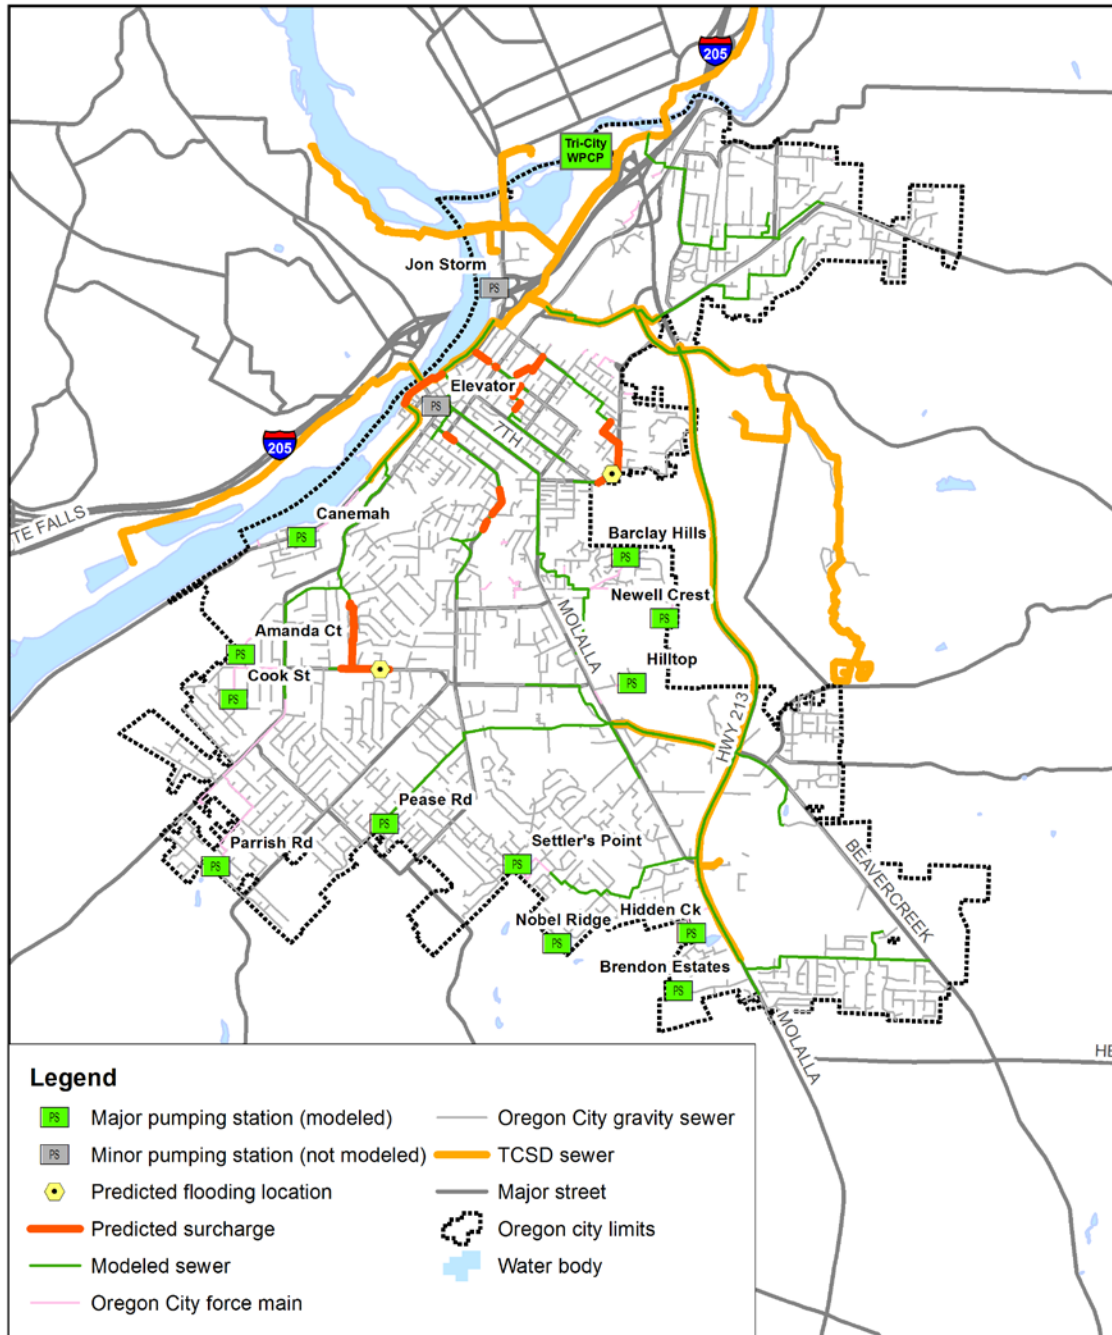 205
Tri-City
WPCP
Jon Storm
PS
Elevator
PS
7TH
205
TE FALLS
Canemah
PS
Barclay Hills
PS
Newell Crest
PS
MOLALLA
Amanda Ct
PS
Hilltop
PS
Cook St
PS
HWY 213
Pease Rd
PS
Parrish Rd
PS
Settler's Point
PS
BEAVERCREEK
Nobel Ridge
PS
Hidden Ck
PS
Brendon Estates
PS
MOLALLA
HE
Legend
PS Major pumping station (modeled)
PS Minor pumping station (not modeled)
Predicted flooding location
Predicted surcharge
Modeled sewer
Oregon City force main
Oregon City gravity sewer
TCSD sewer
Major street
Oregon city limits
Water body